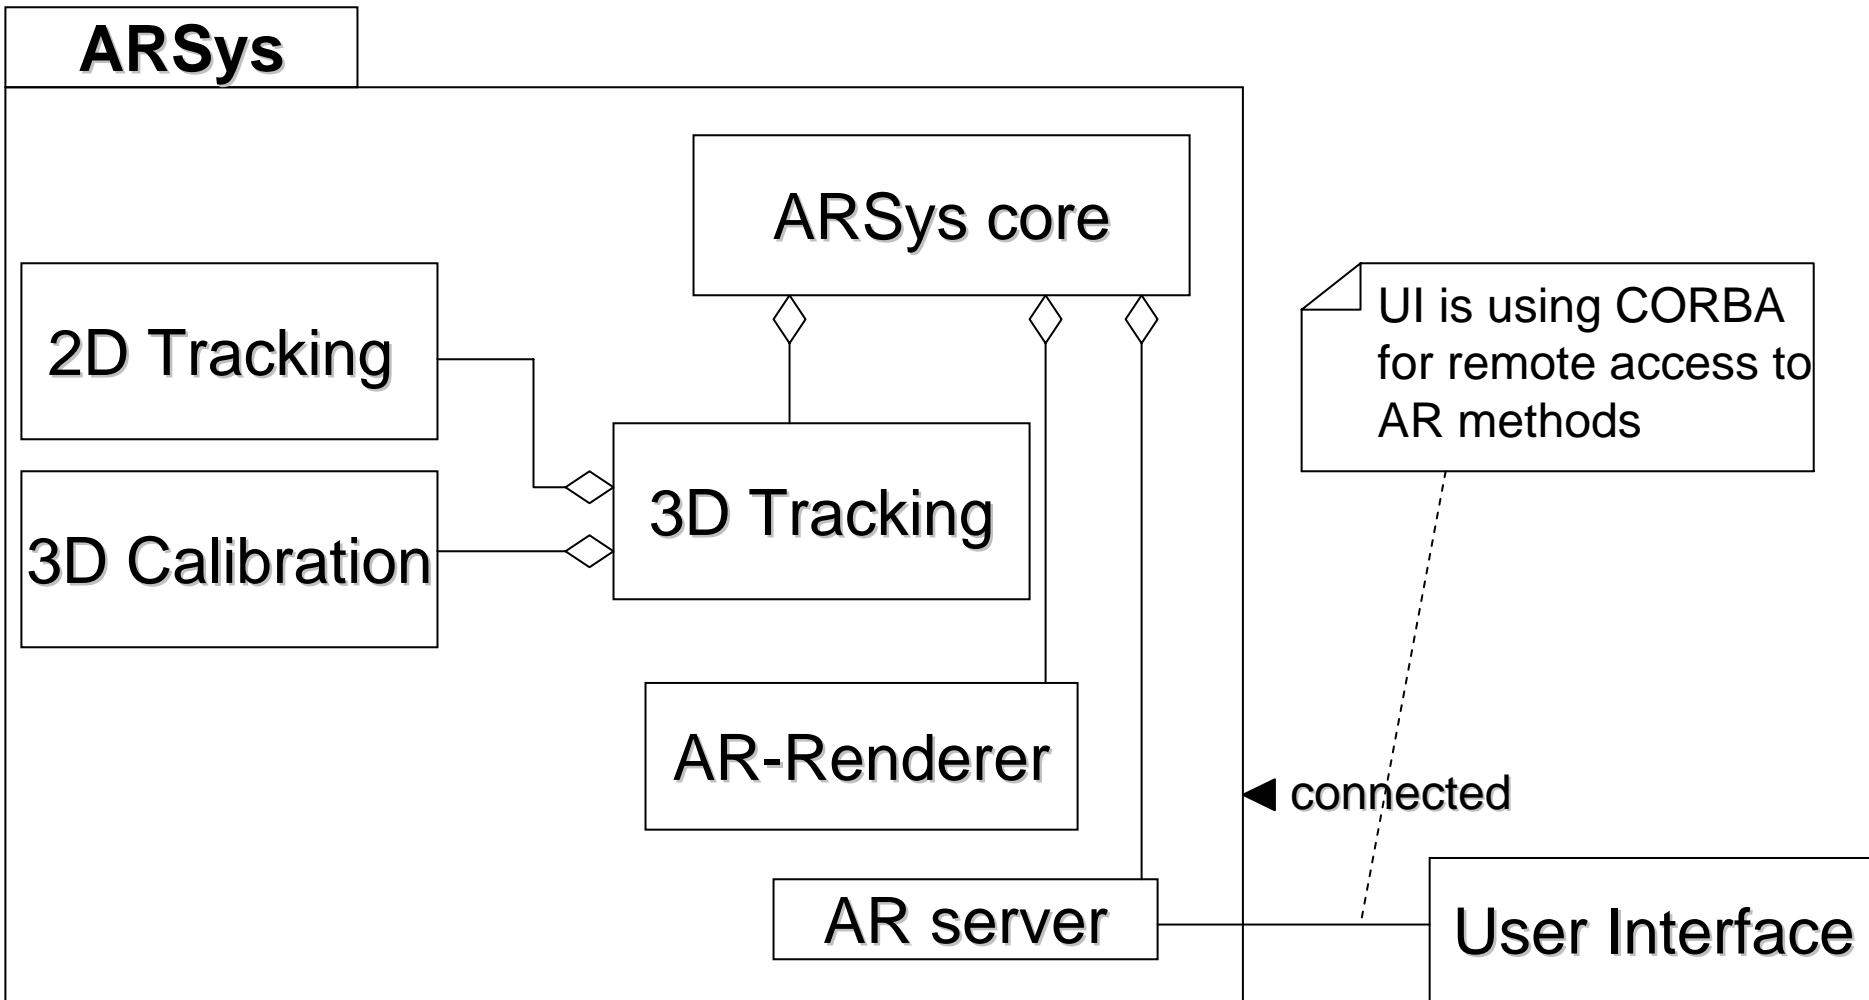 ARSys
ARSys core
2D Tracking
UI is using CORBA
for remote access to
AR methods
3D Tracking
3D Calibration
AR-Renderer
connected
AR server
User Interface